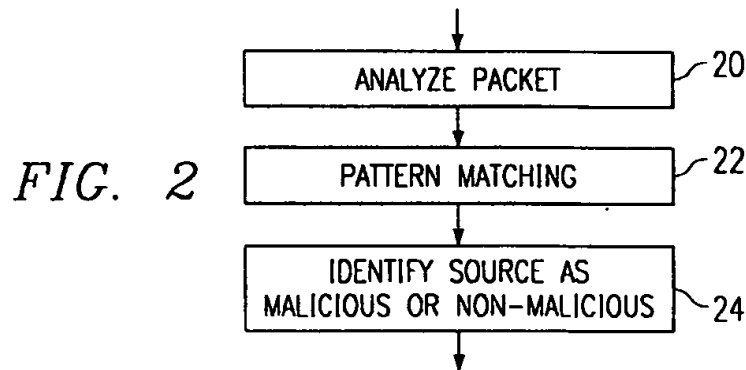 ANALYZE PACKET
20
FIG. 2
PATTERN MATCHING
22
IDENTIFY SOURCE AS
MALICIOUS OR NON-MALICIOUS
24